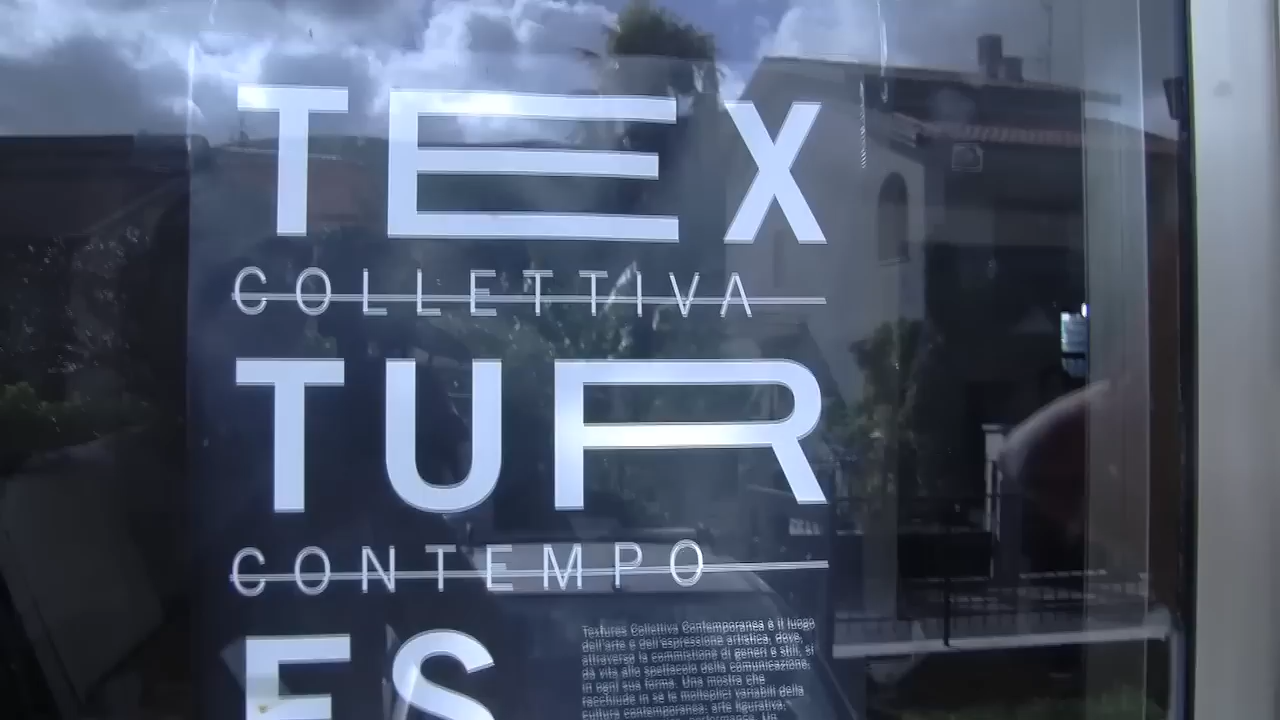 TEX
COLLETTIVA
TUR
CONTEMPO
ES
Textures Collettiva Contemporanea è il luogo
dell'arte e dell'espressione artistica, dove,
attraverso la commistione di generi e stili, si
dà vita allo spettacolo della comunicazione,
in ogni sua forma. Una mostra che
racchiude in sé le molteplici variabili della
cultura contemporanea: arte figurativa,
performance. Un